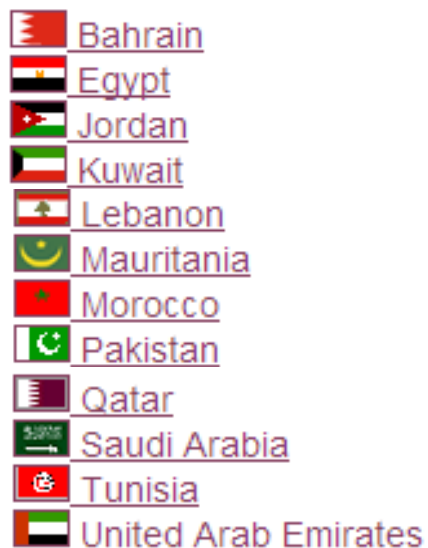 Bahrain
Egypt
Jordan
Kuwait
Lebanon
Mauritania
Morocco
Pakistan
Qatar
Saudi Arabia
Tunisia
United Arab Emirates